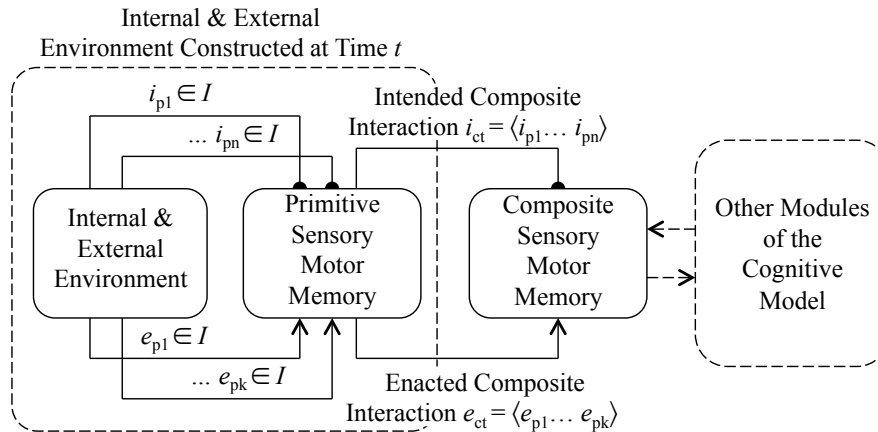 Internal & External
Environment Constructed at Time t
i_p1 ∈ I
... i_pn ∈ I
Intended Composite
Interaction i_ct = ⟨i_p1... i_pn⟩
Internal &
External
Environment
Primitive
Sensory
Motor
Memory
Composite
Sensory
Motor
Memory
Other Modules
of the
Cognitive
Model
e_p1 ∈ I
... e_pk ∈ I
Enacted Composite
Interaction e_ct = ⟨e_p1... e_pk⟩